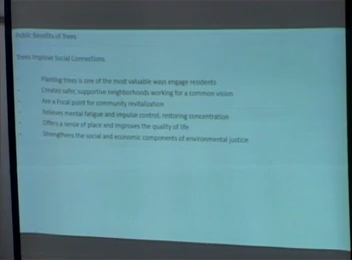 Public Benefits of Trees
Trees Improve Social Connections
- Planting trees is one of the most valuable ways engage residents
- Creates safer, supportive neighborhoods working for a common vision
- Are a focal point for community revitalization
- Relieves mental fatigue and impulse control, restoring concentration
- Offers a sense of place and improves the quality of life
- Strengthens the social and economic components of environmental justice